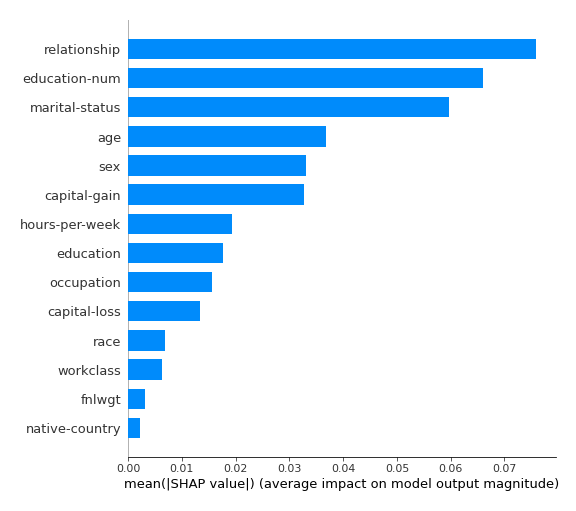 relationship
education-num
marital-status
age
sex
capital-gain
hours-per-week
education
occupation
capital-loss
race
workclass
fnlwgt
native-country
0.00 0.01 0.02 0.03 0.04 0.05 0.06 0.07
mean(|SHAP value|) (average impact on model output magnitude)